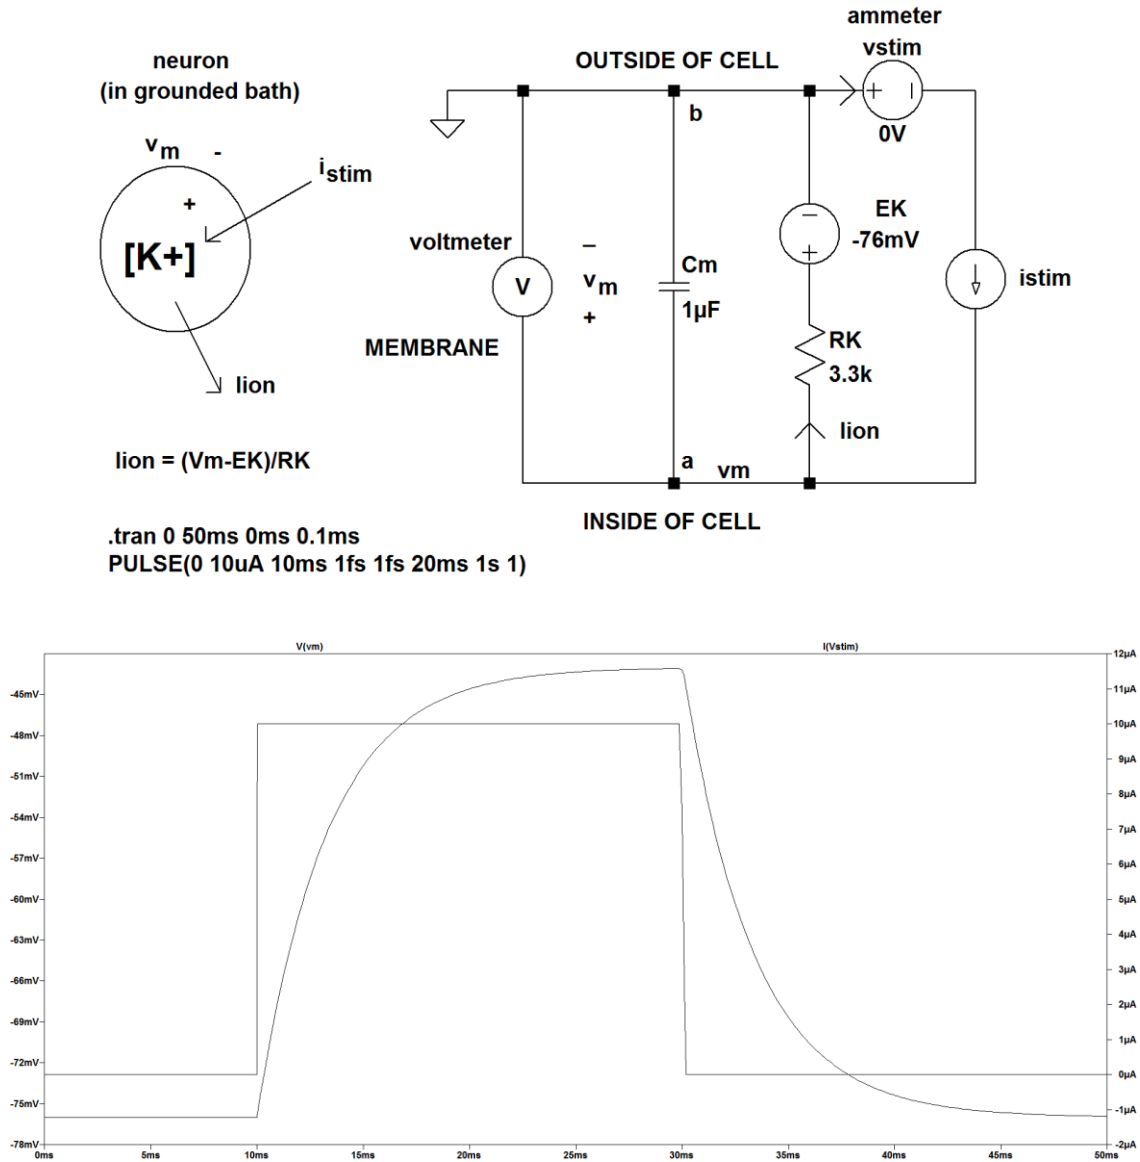 neuron
(in grounded bath)
vm -
+
istim
[K+]
Iion
Iion = (Vm-EK)/RK
.tran 0 50ms 0ms 0.1ms
PULSE(0 10uA 10ms 1fs 1fs 20ms 1s 1)
ammeter
vstim
OUTSIDE OF CELL
b
+
0V
voltmeter
V
–
vm
+
MEMBRANE
Cm
1µF
–
+
EK
-76mV
RK
3.3k
Iion
istim
a
vm
INSIDE OF CELL
V(vm)
I(Vstim)
-45mV
-48mV
-51mV
-54mV
-57mV
-60mV
-63mV
-66mV
-69mV
-72mV
-75mV
-78mV
12µA
11µA
10µA
9µA
8µA
7µA
6µA
5µA
4µA
3µA
2µA
1µA
0µA
-1µA
-2µA
0ms 5ms 10ms 15ms 20ms 25ms 30ms 35ms 40ms 45ms 50ms